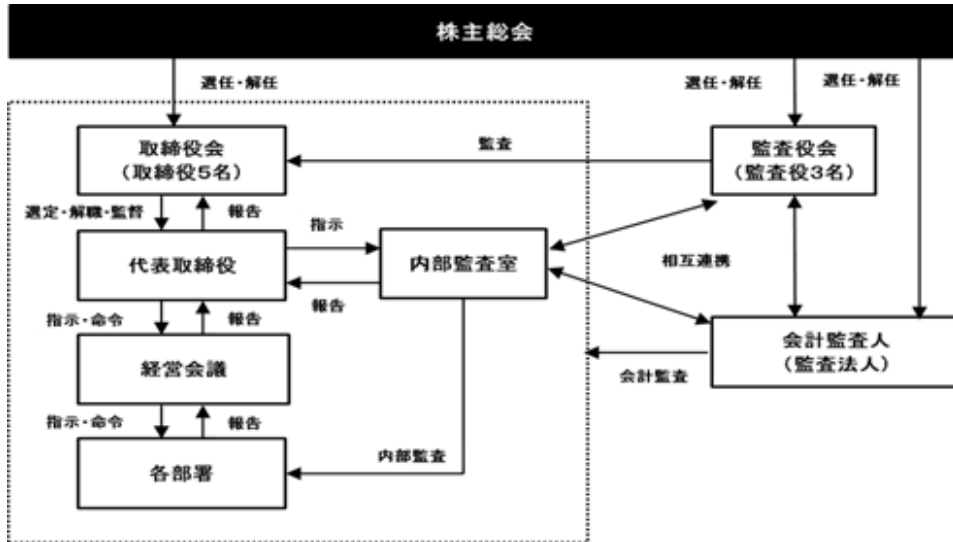 株主総会
選任・解任
選任・解任
選任・解任
取締役会
(取締役5名)
監査
監査役会
(監査役3名)
選定・解職・監督
報告
指示
代表取締役
内部監査室
相互連携
報告
指示・命令
報告
会計監査人
(監査法人)
経営会議
会計監査
指示・命令
報告
内部監査
各部署